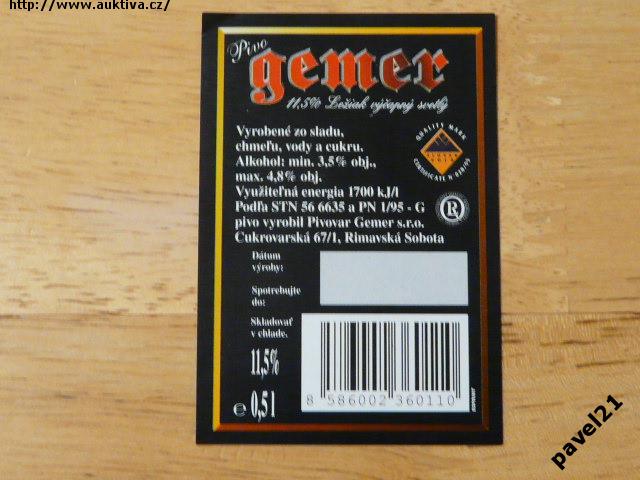 http://www.auktiva.cz/
Pivo
gemer
11,5% Ležiak výčapný svetlý
Vyrobené zo sladu,
chmeľu, vody a cukru.
Alkohol: min. 3,5% obj.,
max. 4,8% obj.
Využiteľná energia 1700 kJ/l
Podľa STN 56 6635 a PN 1/95 - G
pivo vyrobil Pivovar Gemer s.r.o.
Cukrovarská 67/1, Rimavská Sobota
QUALITY MARK
R
Dátum
výroby:
Spotrebujte
do:
Skladovať
v chlade.
11,5%
e 0,5 l
8 586002 360110
pavel21